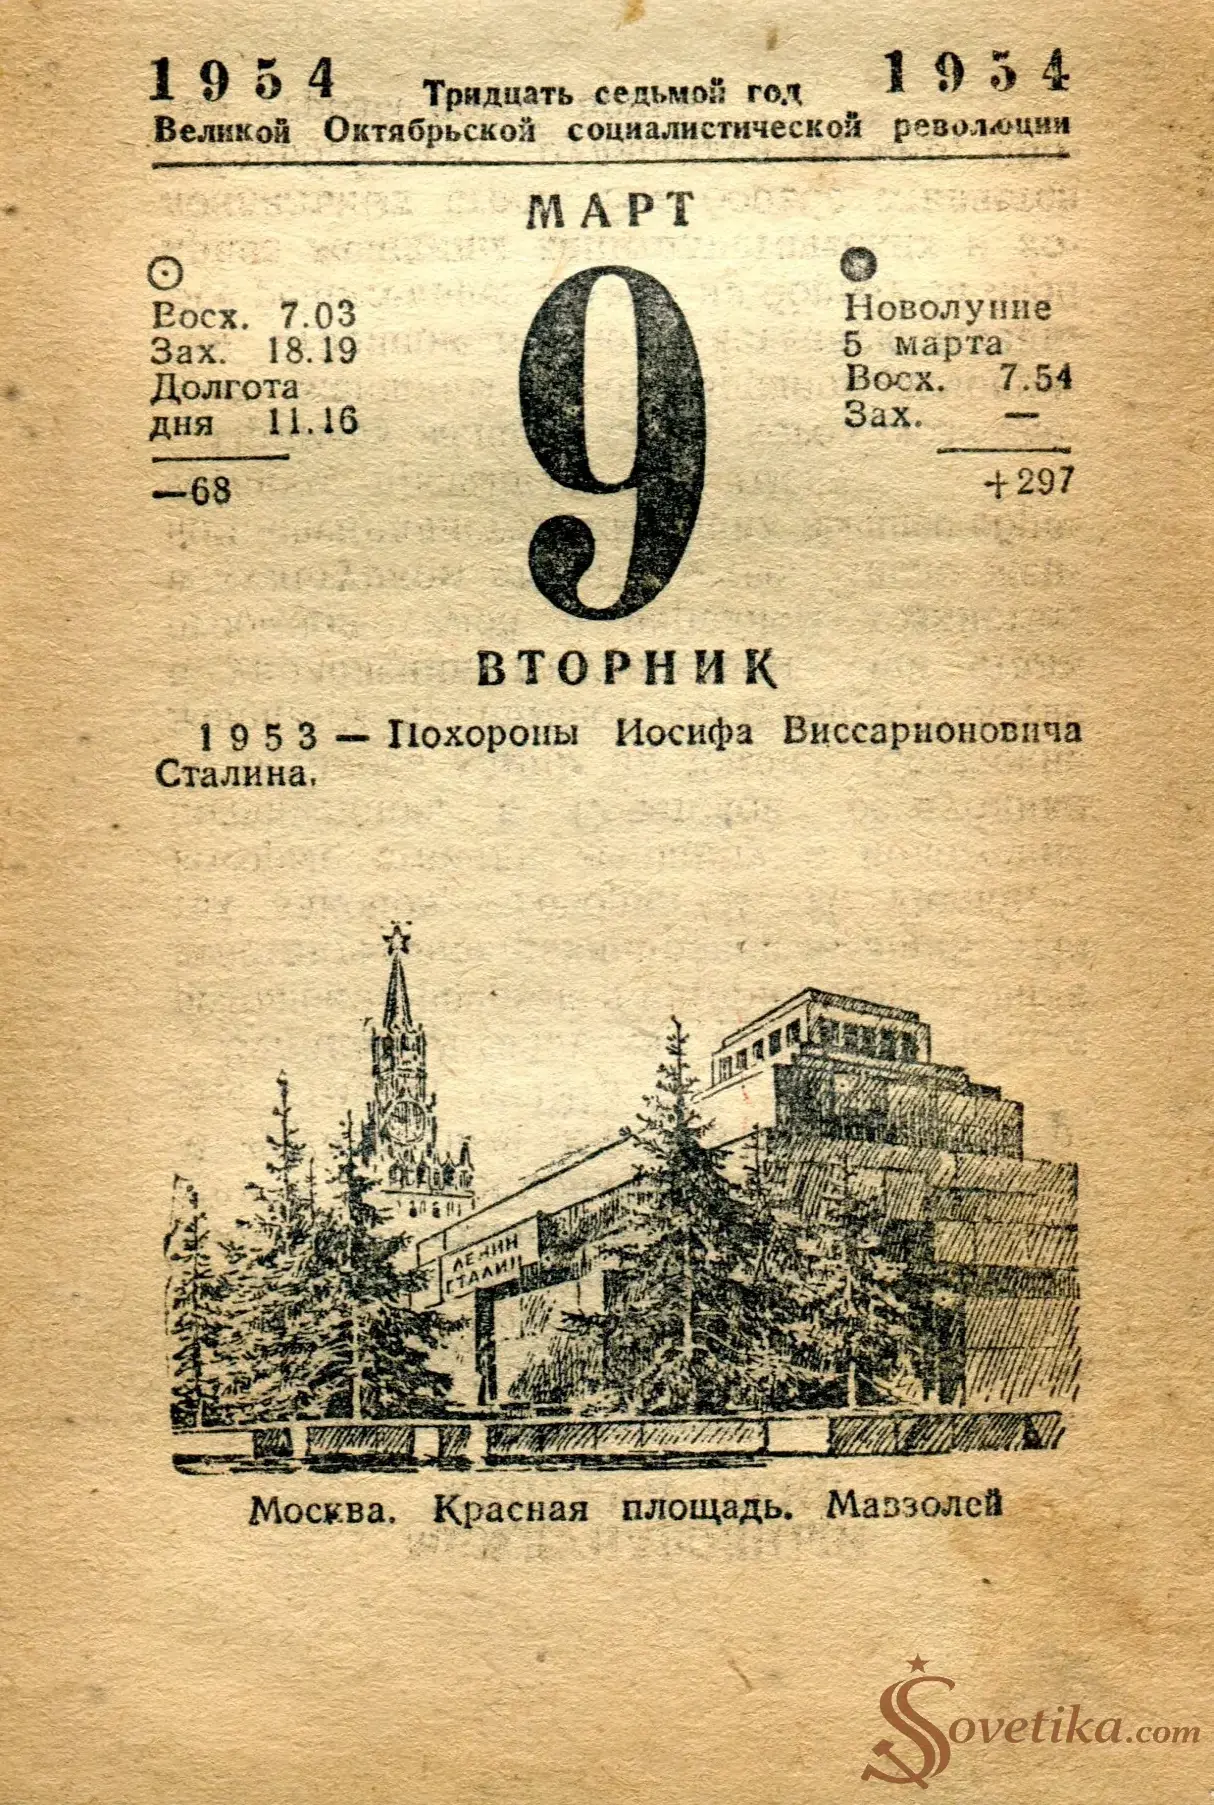 1954 1954
Тридцать седьмой год
Великой Октябрьской социалистической революции
МАРТ
Восх. 7.03
Зах. 18.19
Долгота
дня 11.16
—68
9
Новолуние
5 марта
Восх. 7.54
Зах. —
+297
ВТОРНИК
1953 — Похороны Иосифа Виссарионовича
Сталина.
ЛЕНИН
СТАЛИН
Москва. Красная площадь. Мавзолей
Sovetika.com